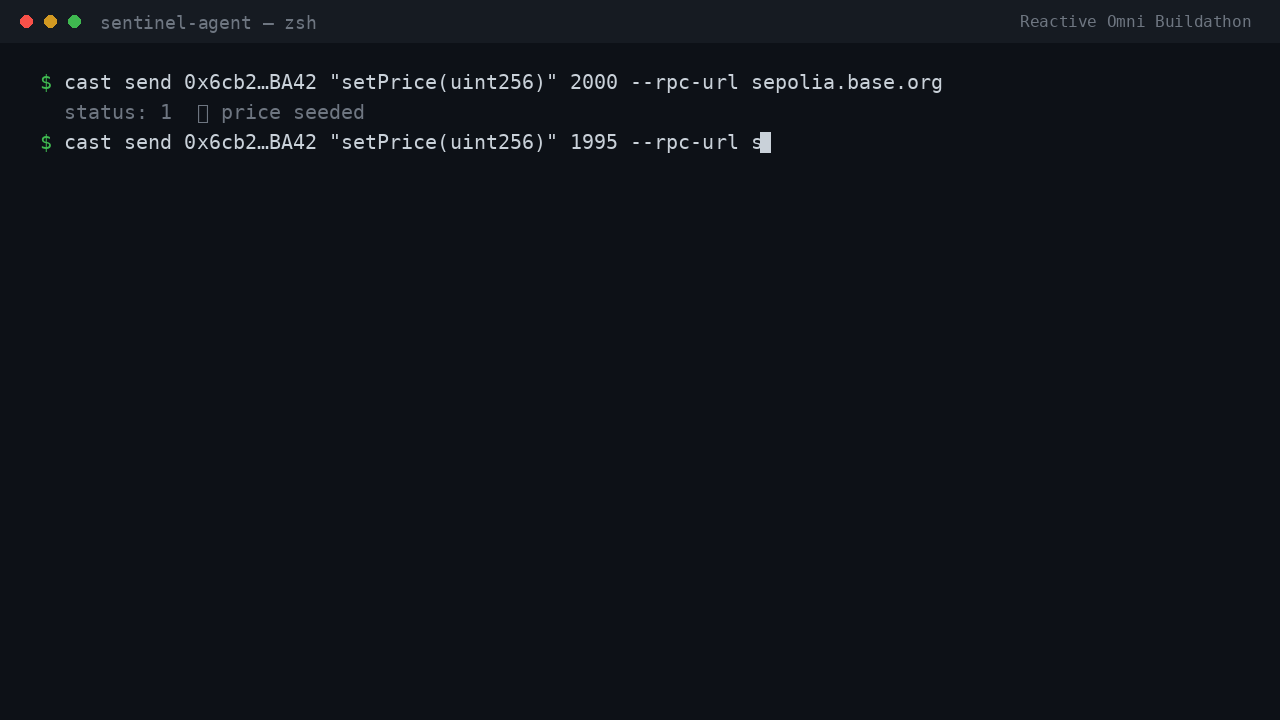 sentinel-agent — zsh
Reactive Omni Buildathon
$ cast send 0x6cb2…BA42 "setPrice(uint256)" 2000 --rpc-url sepolia.base.org
status: 1 price seeded
$ cast send 0x6cb2…BA42 "setPrice(uint256)" 1995 --rpc-url s